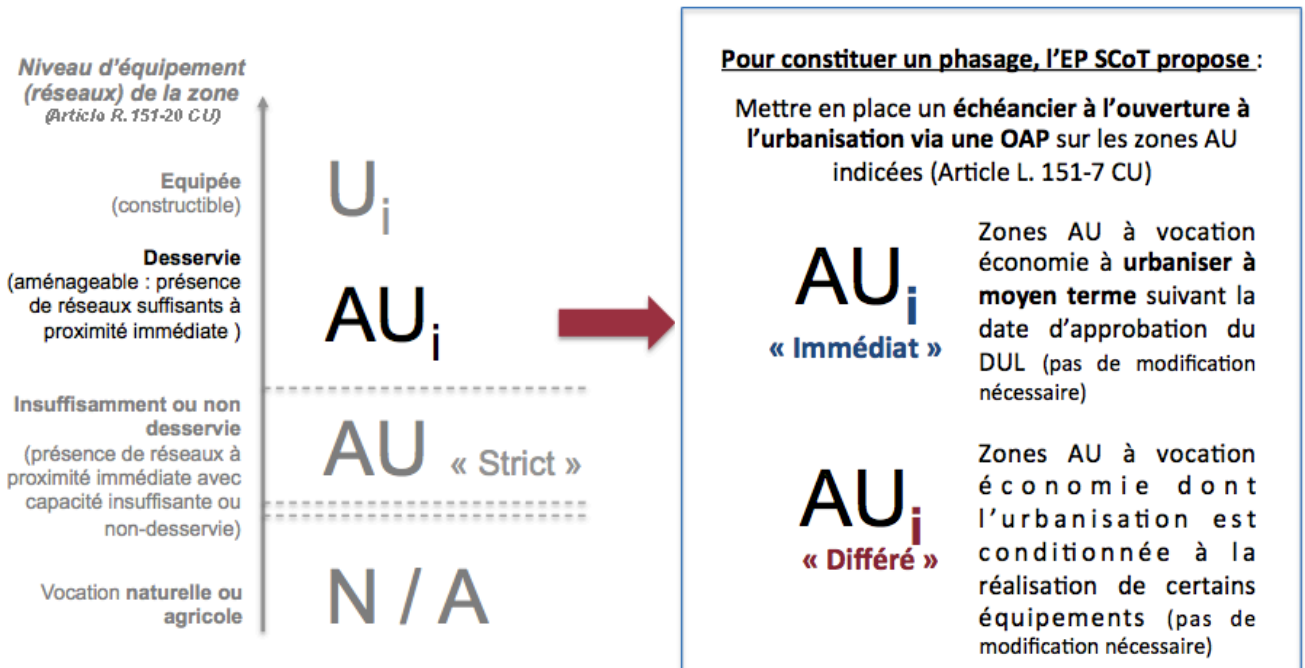 Niveau d'équipement
(réseaux) de la zone
(Article R. 151-20 CU)
Equipée
(constructible)
Ui
Desservie
(aménageable : présence
de réseaux suffisants à
proximité immédiate )
AUi
Insuffisamment ou non
desservie
(présence de réseaux à
proximité immédiate avec
capacité insuffisante ou
non-desservie)
AU « Strict »
Vocation naturelle ou
agricole
N / A
Pour constituer un phasage, l'EP SCoT propose :
Mettre en place un échéancier à l'ouverture à
l'urbanisation via une OAP sur les zones AU
indicées (Article L. 151-7 CU)
AUi
« Immédiat »
Zones AU à vocation
économie à urbaniser à
moyen terme suivant la
date d'approbation du
DUL (pas de modification
nécessaire)
AUi
« Différé »
Zones AU à vocation
économie dont
l'urbanisation est
conditionnée à la
réalisation de certains
équipements (pas de
modification nécessaire)